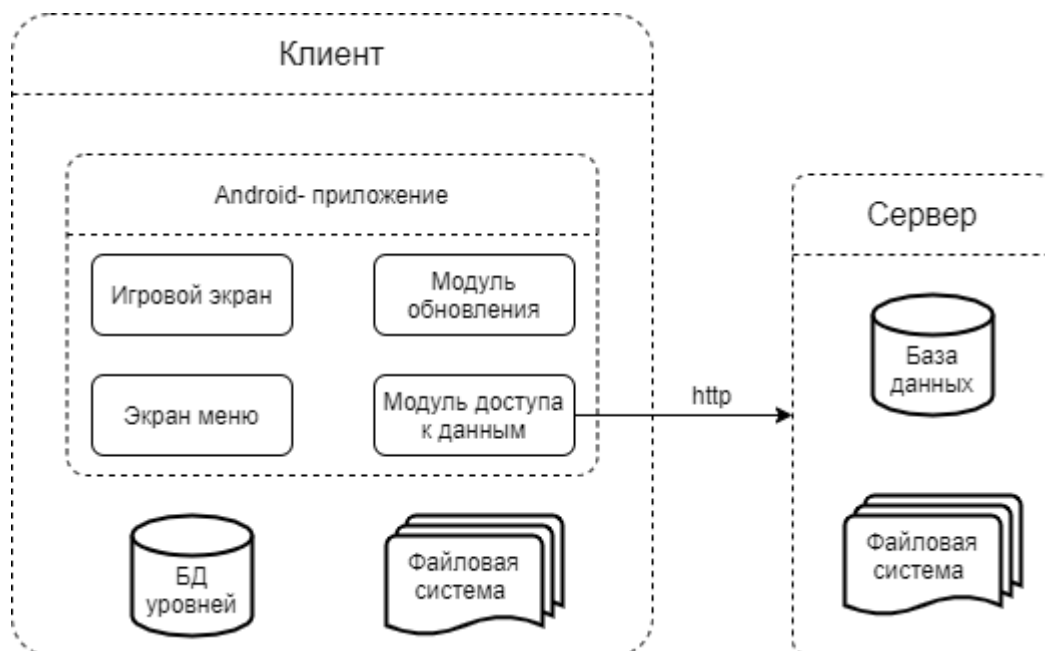 Клиент
Android- приложение
Игровой экран
Модуль
обновления
Экран меню
Модуль доступа
к данным
БД
уровней
Файловая
система
http
Сервер
База
данных
Файловая
система